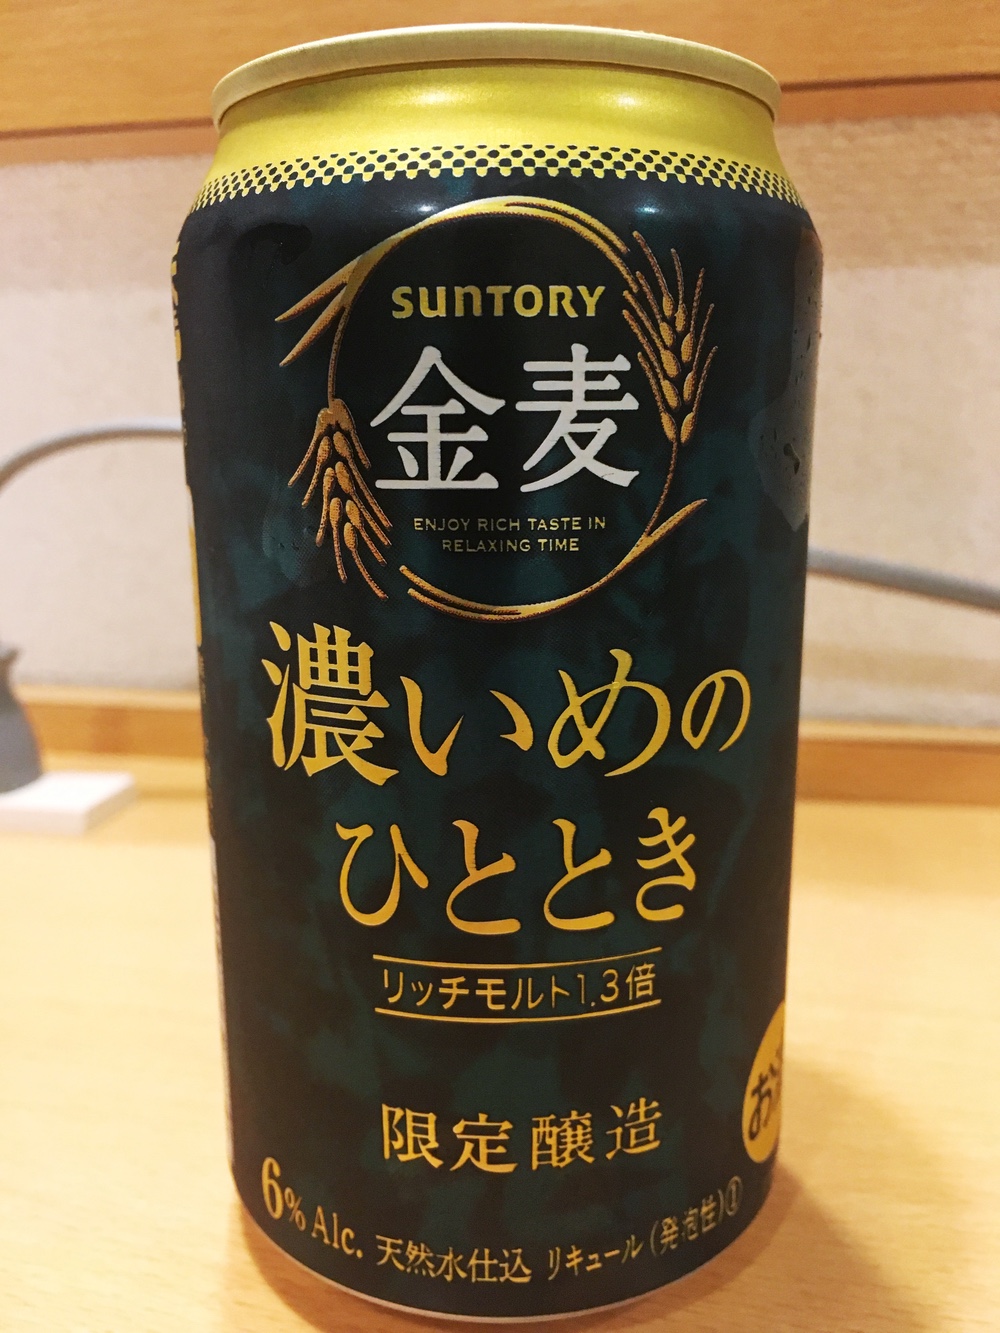 SUNTORY
金麦
ENJOY RICH TASTE IN
RELAXING TIME
濃いめの
ひととき
リッチモルト1.3倍
限定醸造
6% Alc. 天然水仕込 リキュール(発泡性)①